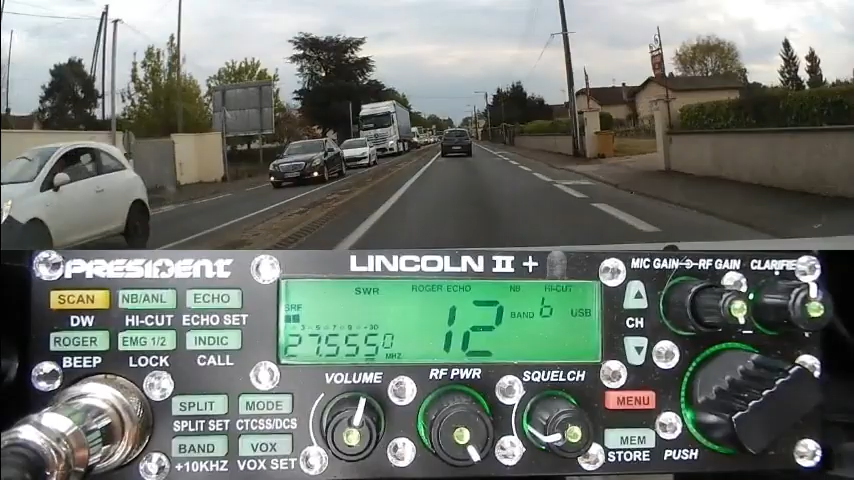 PRESIDENT
LINCOLN II +
MIC GAIN RF GAIN CLARIFIER
SCAN NB/ANL ECHO
DW HI-CUT ECHO SET
ROGER EMG 1/2 INDIC
BEEP LOCK CALL
SWR ROGER ECHO NB HI-CUT
SRF
12 BAND b USB
27.5550 MHZ
CH
VOLUME RF PWR SQUELCH
SPLIT MODE
SPLIT SET CTCSS/DCS
BAND VOX
+10KHZ VOX SET
MENU
MEM
STORE PUSH